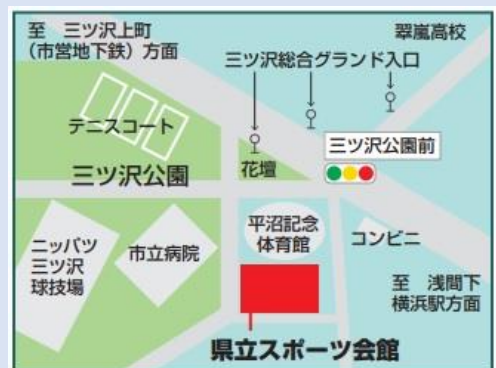 至 三ツ沢上町
（市営地下鉄）方面
翠嵐高校
三ツ沢総合グランド入口
テニスコート
三ツ沢公園前
三ツ沢公園
花壇
平沼記念
体育館
コンビニ
ニッパツ
三ツ沢
球技場
市立病院
至 浅間下
横浜駅方面
県立スポーツ会館